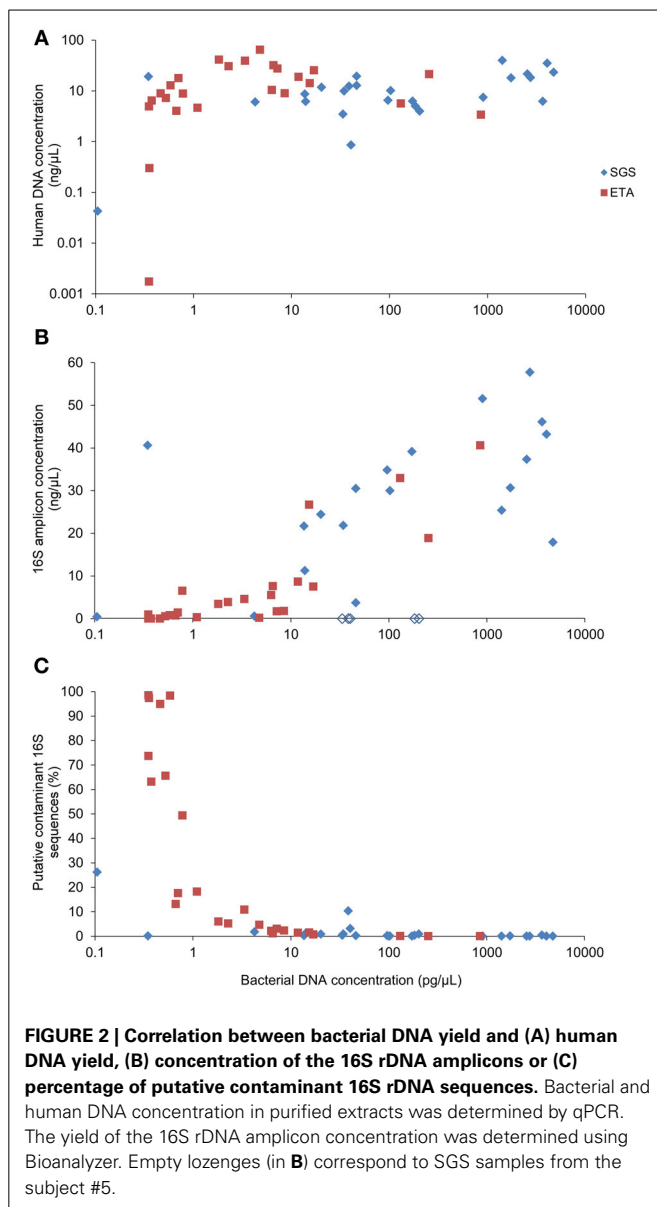 A
Human DNA concentration
(ng/µL)
100
10
1
0.1
0.01
0.001
0.1
1
10
100
1000
10000
SGS
ETA
B
16S amplicon concentration
(ng/µL)
60
50
40
30
20
10
0
0.1
1
10
100
1000
10000
C
Putative contaminant 16S
sequences (%)
100
90
80
70
60
50
40
30
20
10
0
0.1
1
10
100
1000
10000
Bacterial DNA concentration (pg/µL)
FIGURE 2 | Correlation between bacterial DNA yield and (A) human
DNA yield, (B) concentration of the 16S rDNA amplicons or (C)
percentage of putative contaminant 16S rDNA sequences. Bacterial and
human DNA concentration in purified extracts was determined by qPCR.
The yield of the 16S rDNA amplicon concentration was determined using
Bioanalyzer. Empty lozenges (in B) correspond to SGS samples from the
subject #5.